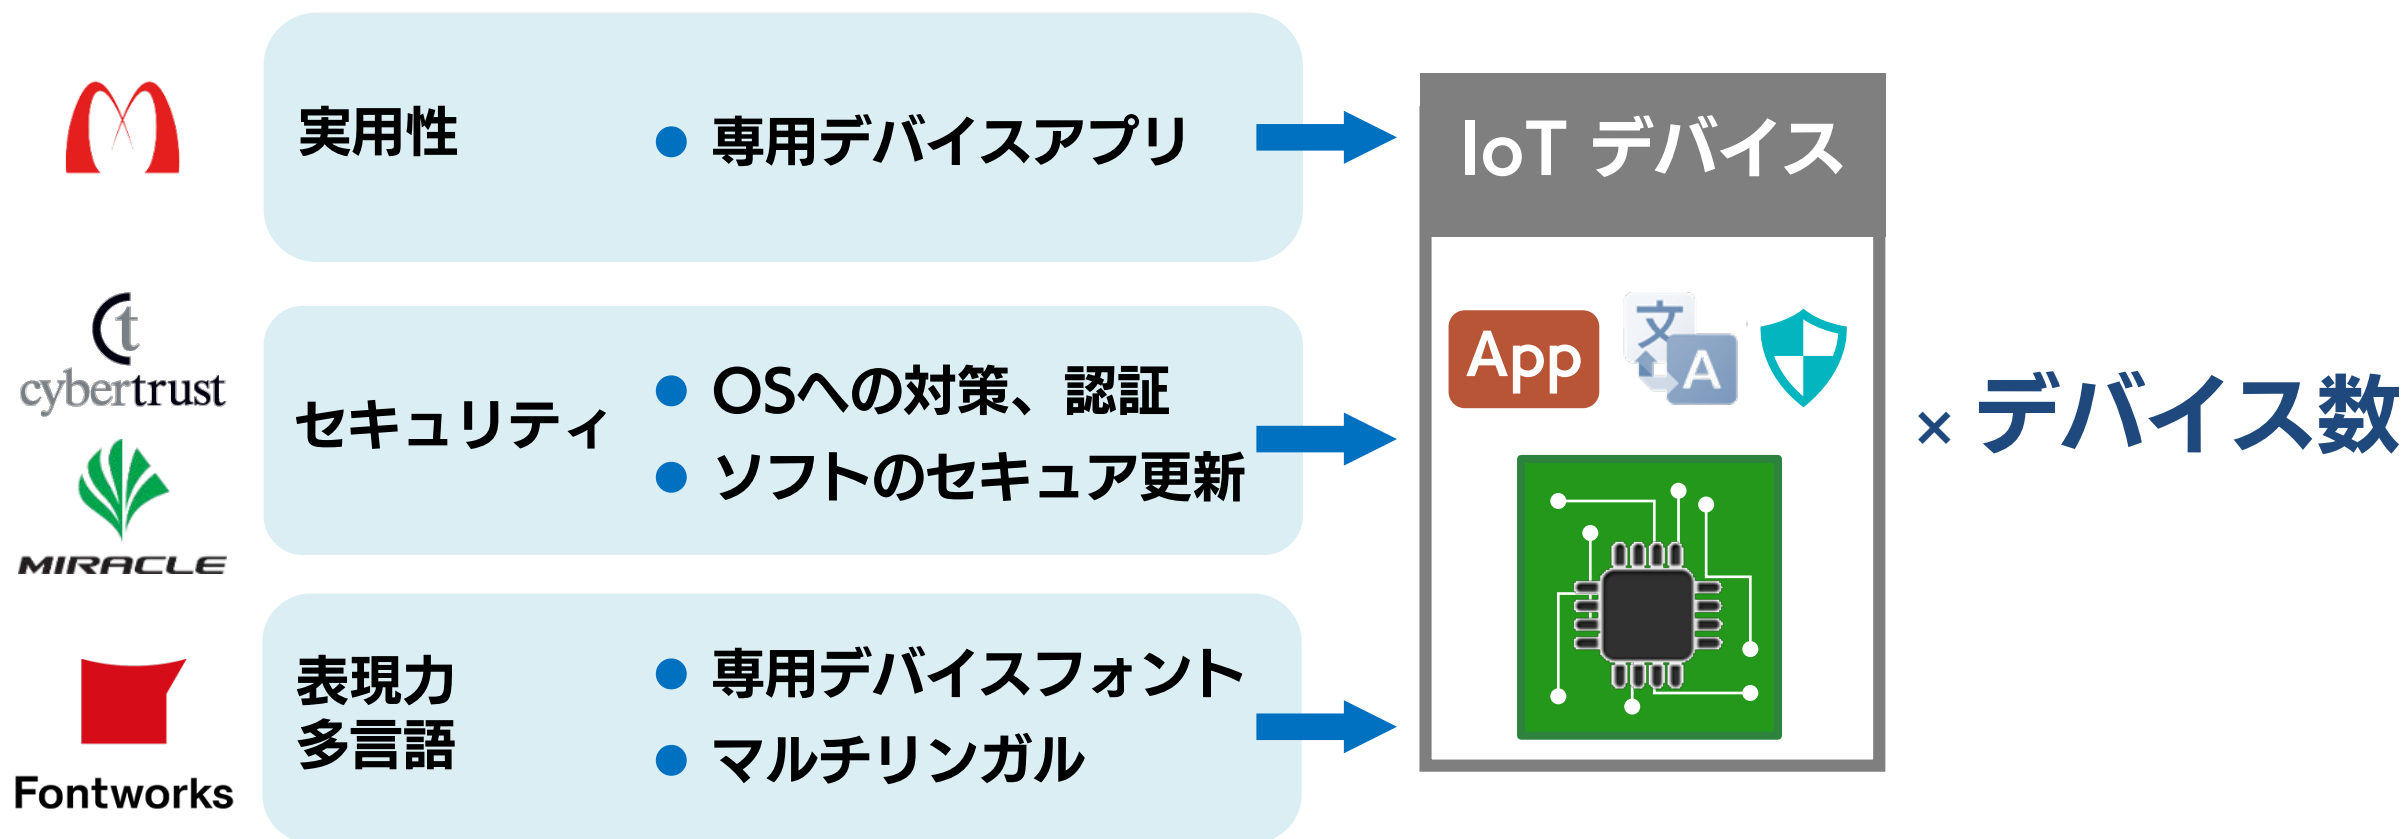 実用性
● 専用デバイスアプリ
cybertrust
MIRACLE
セキュリティ
● OSへの対策、認証
● ソフトのセキュア更新
Fontworks
表現力
多言語
● 専用デバイスフォント
● マルチリンガル
IoT デバイス
App
文
A
× デバイス数